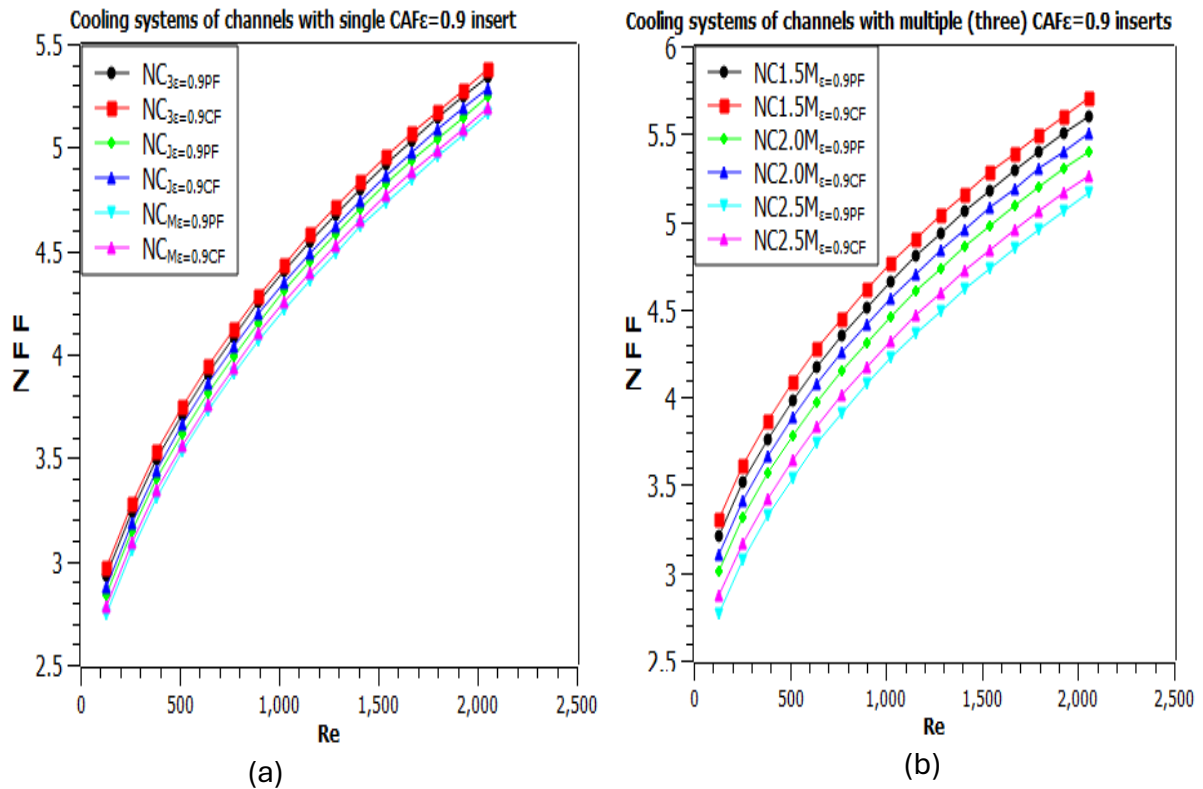 Cooling systems of channels with single CAFε=0.9 insert
5.5
5
4.5
4
3.5
3
2.5
NFF
NC3ε=0.9PF
NC3ε=0.9CF
NCJε=0.9PF
NCJε=0.9CF
NCMε=0.9PF
NCMε=0.9CF
0 500 1,000 1,500 2,000 2,500
Re
(a)
Cooling systems of channels with multiple (three) CAFε=0.9 inserts
6
5.5
5
4.5
4
3.5
3
2.5
NFF
NC1.5Mε=0.9PF
NC1.5Mε=0.9CF
NC2.0Mε=0.9PF
NC2.0Mε=0.9CF
NC2.5Mε=0.9PF
NC2.5Mε=0.9CF
0 500 1,000 1,500 2,000 2,500
Re
(b)